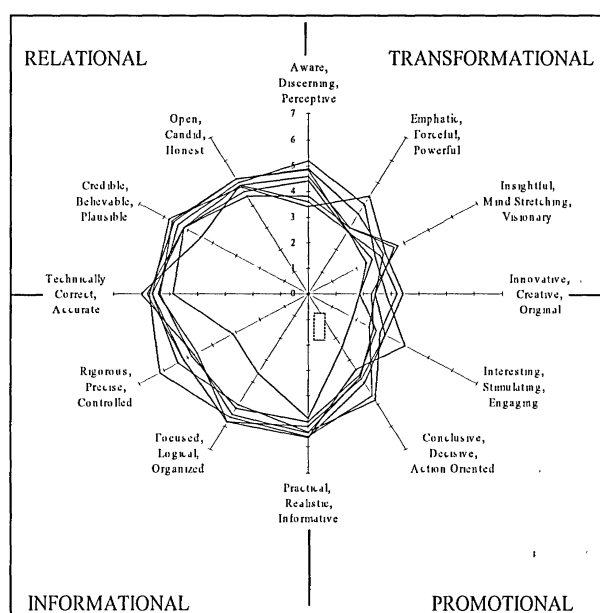 RELATIONAL
TRANSFORMATIONAL
Aware,
Discerning,
Perceptive
Open,
Candid,
Honest
Emphatic,
Forceful,
Powerful
Credible,
Believable,
Plausible
Insightful,
Mind Stretching,
Visionary
7
6
5
4
3
2
1
0
Technically
Correct,
Accurate
Innovative,
Creative,
Original
Rigorous,
Precise,
Controlled
Interesting,
Stimulating,
Engaging
Focused,
Logical,
Organized
Conclusive,
Decisive,
Action Oriented
Practical,
Realistic,
Informative
INFORMATIONAL
PROMOTIONAL